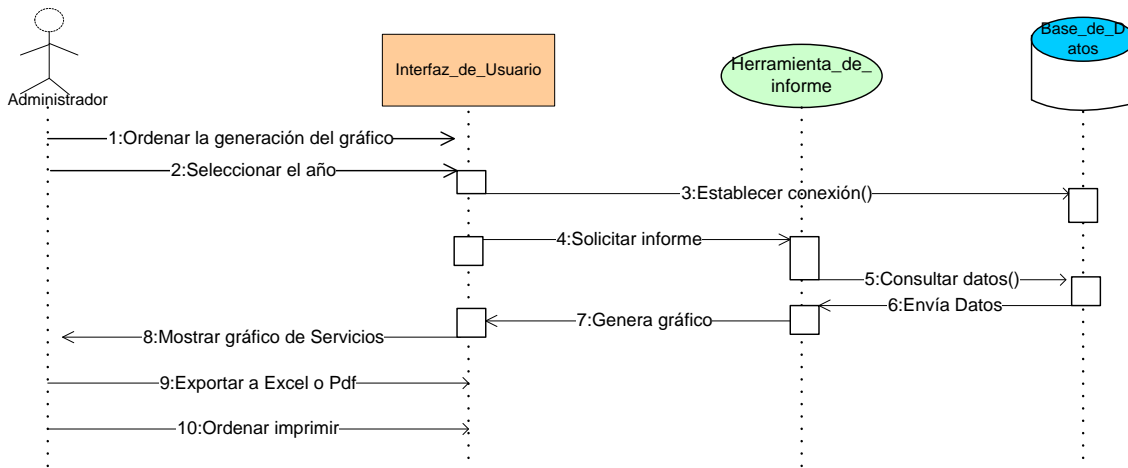 Administrador
Interfaz_de_Usuario
Herramienta_de_
informe
Base_de_D
atos
1:Ordenar la generación del gráfico
2:Seleccionar el año
3:Establecer conexión()
4:Solicitar informe
5:Consultar datos()
6:Envía Datos
7:Genera gráfico
8:Mostrar gráfico de Servicios
9:Exportar a Excel o Pdf
10:Ordenar imprimir